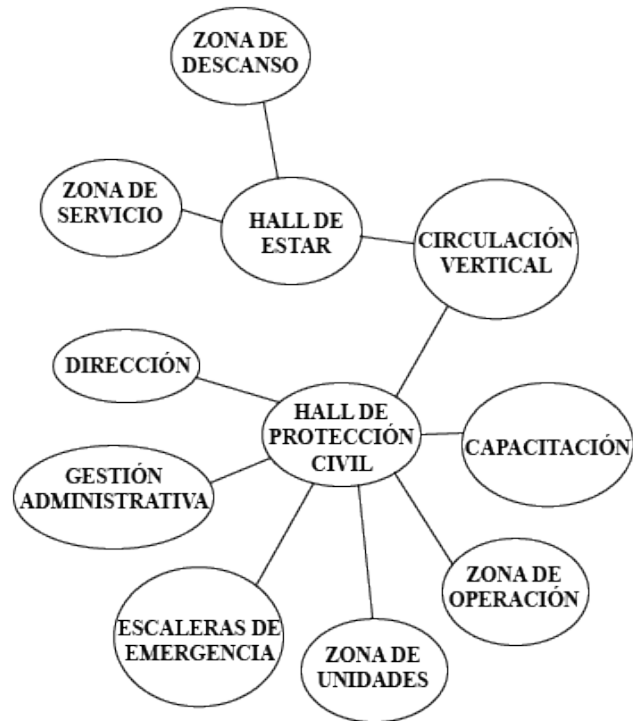 ZONA DE
DESCANSO
ZONA DE
SERVICIO
HALL DE
ESTAR
CIRCULACIÓN
VERTICAL
DIRECCIÓN
HALL DE
PROTECCIÓN
CIVIL
CAPACITACIÓN
GESTIÓN
ADMINISTRATIVA
ZONA DE
OPERACIÓN
ESCALERAS DE
EMERGENCIA
ZONA DE
UNIDADES